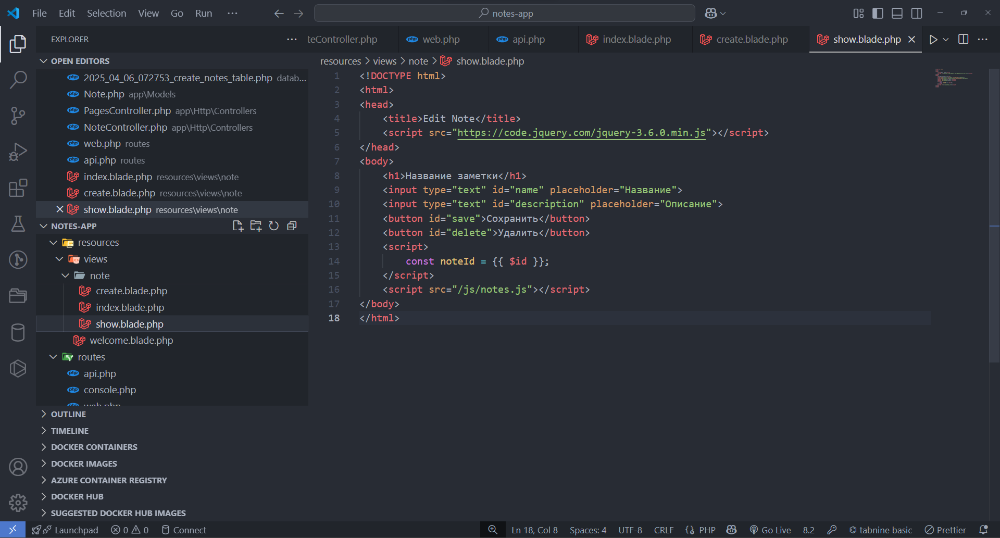 File Edit Selection View Go Run ···
notes-app
EXPLORER ···
teController.php web.php api.php index.blade.php create.blade.php show.blade.php
OPEN EDITORS
2025_04_06_072753_create_notes_table.php datab...
Note.php app\Models
PagesController.php app\Http\Controllers
NoteController.php app\Http\Controllers
web.php routes
api.php routes
index.blade.php resources\views\note
create.blade.php resources\views\note
show.blade.php resources\views\note
NOTES-APP
resources
views
note
create.blade.php
index.blade.php
show.blade.php
welcome.blade.php
routes
api.php
console.php
web.php
OUTLINE
TIMELINE
DOCKER CONTAINERS
DOCKER IMAGES
AZURE CONTAINER REGISTRY
DOCKER HUB
SUGGESTED DOCKER HUB IMAGES
resources > views > note > show.blade.php
1 <!DOCTYPE html>
2 <html>
3 <head>
4     <title>Edit Note</title>
5     <script src="https://code.jquery.com/jquery-3.6.0.min.js"></script>
6 </head>
7 <body>
8     <h1>Название заметки</h1>
9     <input type="text" id="name" placeholder="Название">
10     <input type="text" id="description" placeholder="Описание">
11     <button id="save">Сохранить</button>
12     <button id="delete">Удалить</button>
13     <script>
14         const noteId = {{ $id }};
15     </script>
16     <script src="/js/notes.js"></script>
17 </body>
18 </html>
Launchpad 0 0 Connect Ln 18, Col 8 Spaces: 4 UTF-8 CRLF PHP Go Live 8.2 tabnine basic Prettier